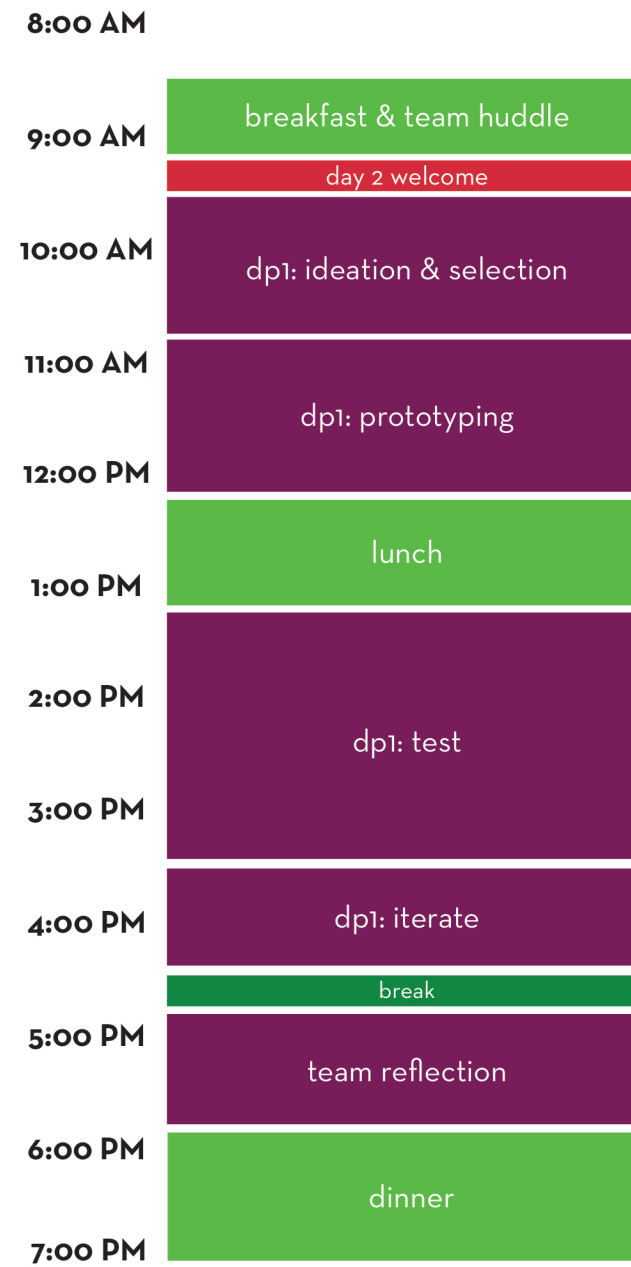 8:00 AM
breakfast & team huddle
9:00 AM
day 2 welcome
10:00 AM
dp1: ideation & selection
11:00 AM
dp1: prototyping
12:00 PM
lunch
1:00 PM
2:00 PM
dp1: test
3:00 PM
4:00 PM
dp1: iterate
break
5:00 PM
team reflection
6:00 PM
dinner
7:00 PM